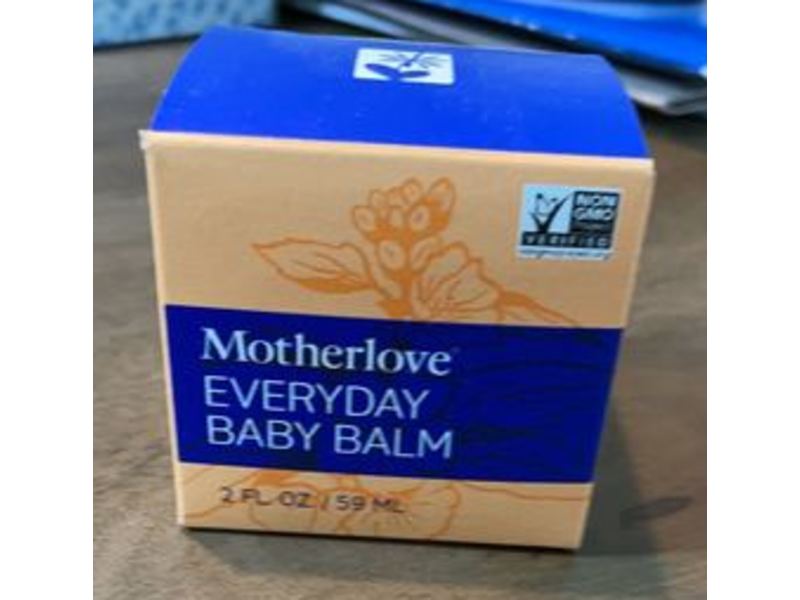 NON
GMO
VERIFIED
Motherlove
EVERYDAY
BABY BALM
2 FL OZ / 59 ML